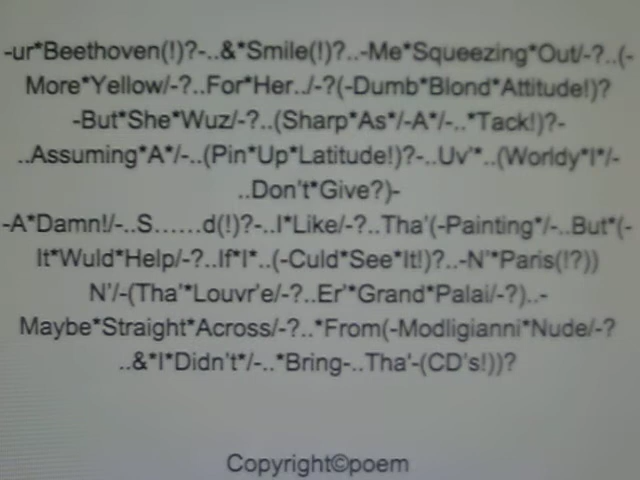 -ur*Beethoven(!)?-..&*Smile(!)?..-Me*Squeezing*Out/-?..(-
More*Yellow/-?..For*Her../-?(-Dumb*Blond*Attitude!)?
-But*She*Wuz/-?..(Sharp*As*/-A*/-..*Tack!)?-
..Assuming*A*/-..(Pin*Up*Latitude!)?-..Uv'*..(Worldy*I*/-
..Don't*Give?)-
-A*Damn!/-..S......d(!)?-..I*Like/-?..Tha'(-Painting*/-..But*(-
It*Wuld*Help/-?..If*I*..(-Culd*See*It!)?..-N'*Paris(!?))
N'/-(Tha'*Louvr'e/-?..Er'*Grand*Palai/-?)..-
Maybe*Straight*Across/-?..*From(-Modligianni*Nude/-?
..&*I*Didn't*/-..*Bring-..Tha'-(CD's!))?
Copyright©poem